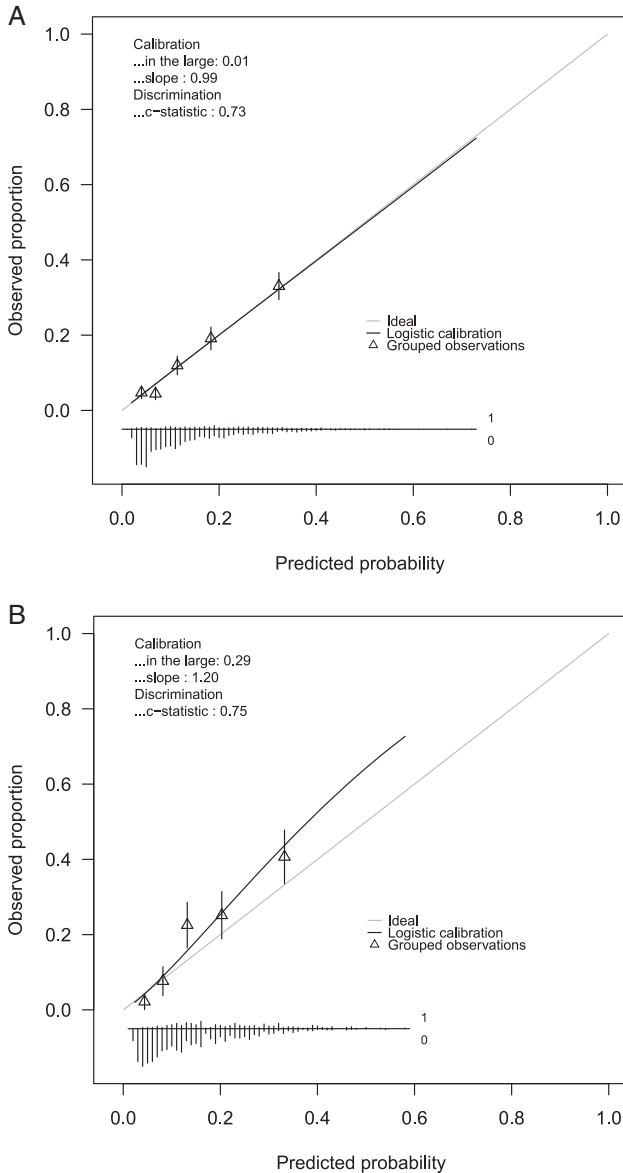 A
1.0
0.8
0.6
0.4
0.2
0.0
Observed proportion
Calibration
...in the large: 0.01
...slope : 0.99
Discrimination
...c−statistic : 0.73
Ideal
Logistic calibration
Grouped observations
1
0
0.0 0.2 0.4 0.6 0.8 1.0
Predicted probability
B
1.0
0.8
0.6
0.4
0.2
0.0
Observed proportion
Calibration
...in the large: 0.29
...slope : 1.20
Discrimination
...c−statistic : 0.75
Ideal
Logistic calibration
Grouped observations
1
0
0.0 0.2 0.4 0.6 0.8 1.0
Predicted probability